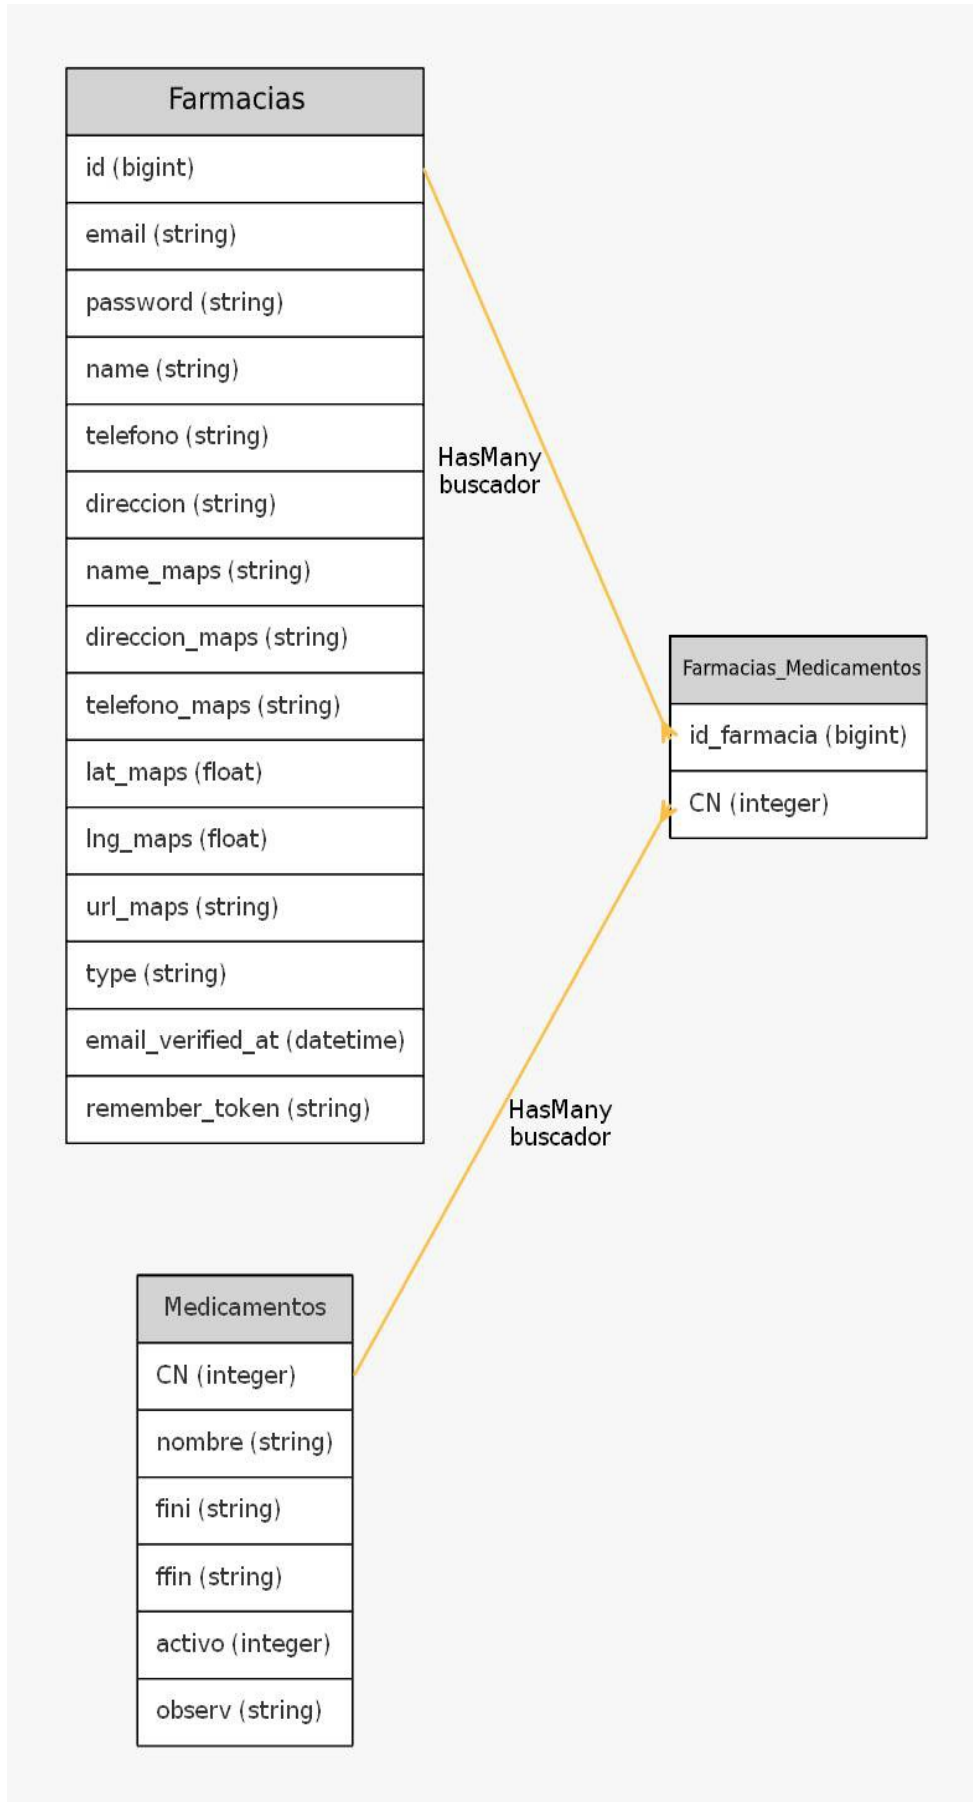 Farmacias
id (bigint)
email (string)
password (string)
name (string)
telefono (string)
direccion (string)
name_maps (string)
direccion_maps (string)
telefono_maps (string)
lat_maps (float)
lng_maps (float)
url_maps (string)
type (string)
email_verified_at (datetime)
remember_token (string)
HasMany
buscador
Farmacias_Medicamentos
id_farmacia (bigint)
CN (integer)
HasMany
buscador
Medicamentos
CN (integer)
nombre (string)
fini (string)
ffin (string)
activo (integer)
observ (string)